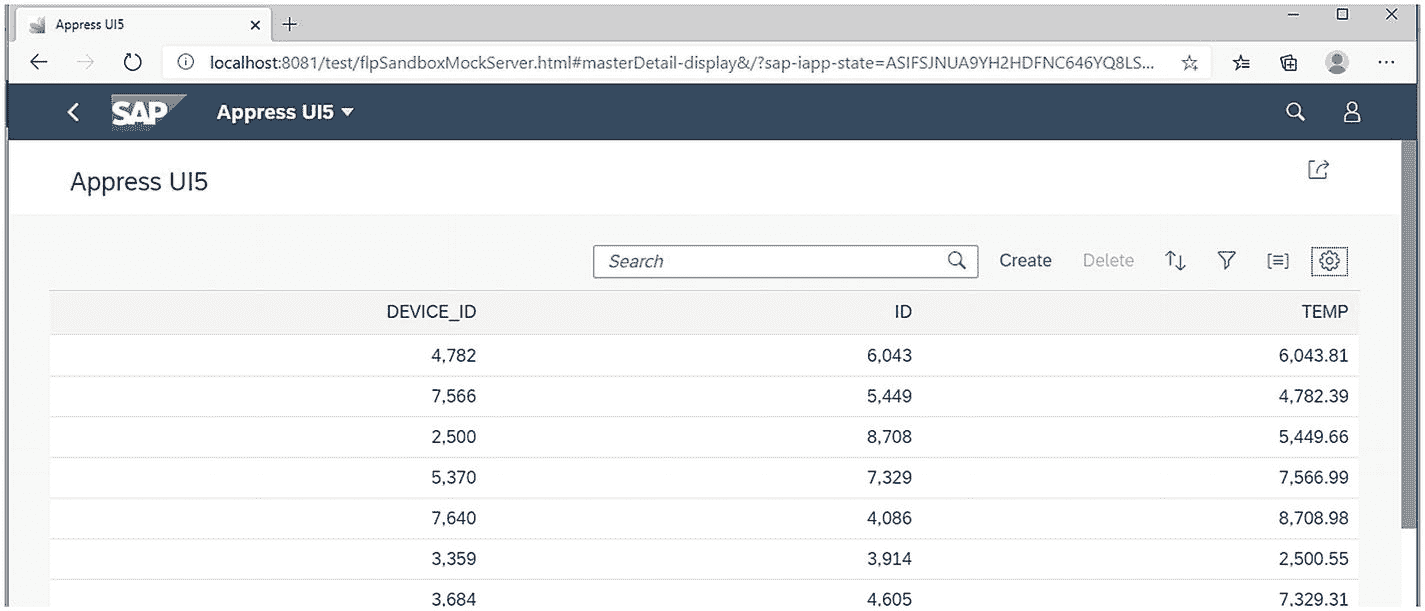 Appress UI5
localhost:8081/test/flpSandboxMockServer.html#masterDetail-display&/?sap-iapp-state=ASIFSJNUA9YH2HDFNC646YQ8LS...
SAP Appress UI5
Appress UI5
Search Create Delete
DEVICE_ID ID TEMP
4,782 6,043 6,043.81
7,566 5,449 4,782.39
2,500 8,708 5,449.66
5,370 7,329 7,566.99
7,640 4,086 8,708.98
3,359 3,914 2,500.55
3,684 4,605 7,329.31